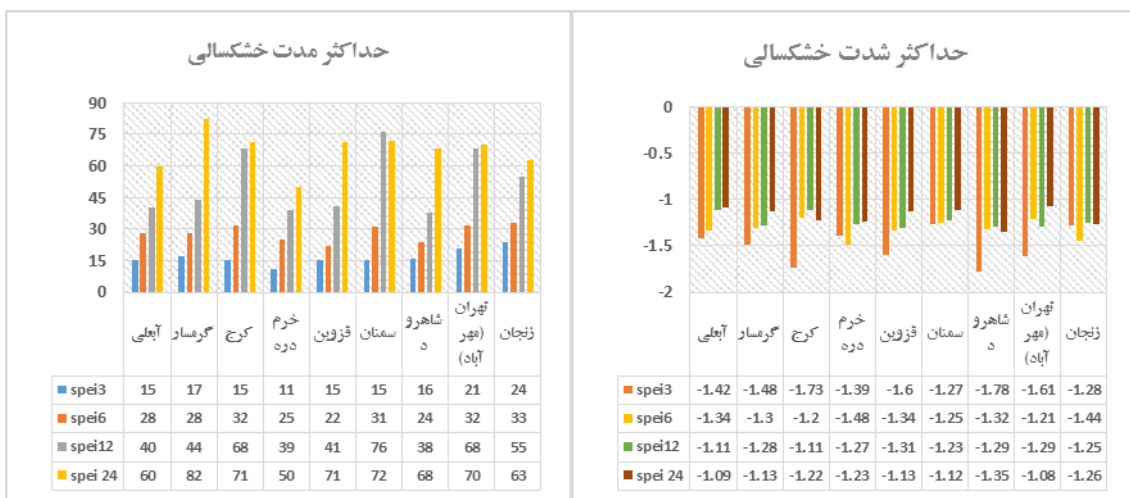 حداکثر مدت خشکسالی
90
75
60
45
30
15
0
آبعلی گرمسار کرج خرم دره قزوین سمنان شاهرو د تهران (مهر آباد) زنجان
spei3 15 17 15 11 15 15 16 21 24
spei6 28 28 32 25 22 31 24 32 33
spei12 40 44 68 39 41 76 38 68 55
spei 24 60 82 71 50 71 72 68 70 63
حداکثر شدت خشکسالی
0
-0.5
-1
-1.5
-2
آبعلی گرمسار کرج خرم دره قزوین سمنان شاهرو د تهران (مهر آباد) زنجان
spei3 -1.42 -1.48 -1.73 -1.39 -1.6 -1.27 -1.78 -1.61 -1.28
spei6 -1.34 -1.3 -1.2 -1.48 -1.34 -1.25 -1.32 -1.21 -1.44
spei12 -1.11 -1.28 -1.11 -1.27 -1.31 -1.23 -1.29 -1.29 -1.25
spei 24 -1.09 -1.13 -1.22 -1.23 -1.13 -1.12 -1.35 -1.08 -1.26